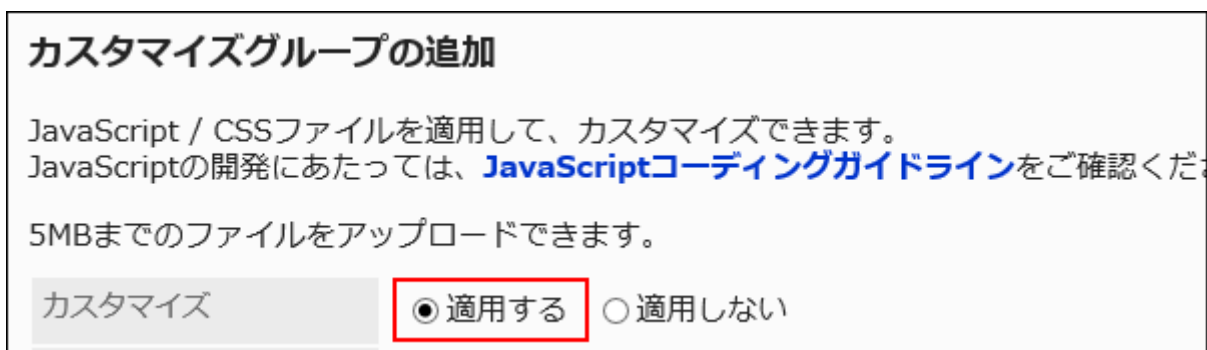 カスタマイズグループの追加
JavaScript / CSSファイルを適用して、カスタマイズできます。
JavaScriptの開発にあたっては、JavaScriptコーディングガイドラインをご確認くだ
5MBまでのファイルをアップロードできます。
カスタマイズ 適用する 適用しない